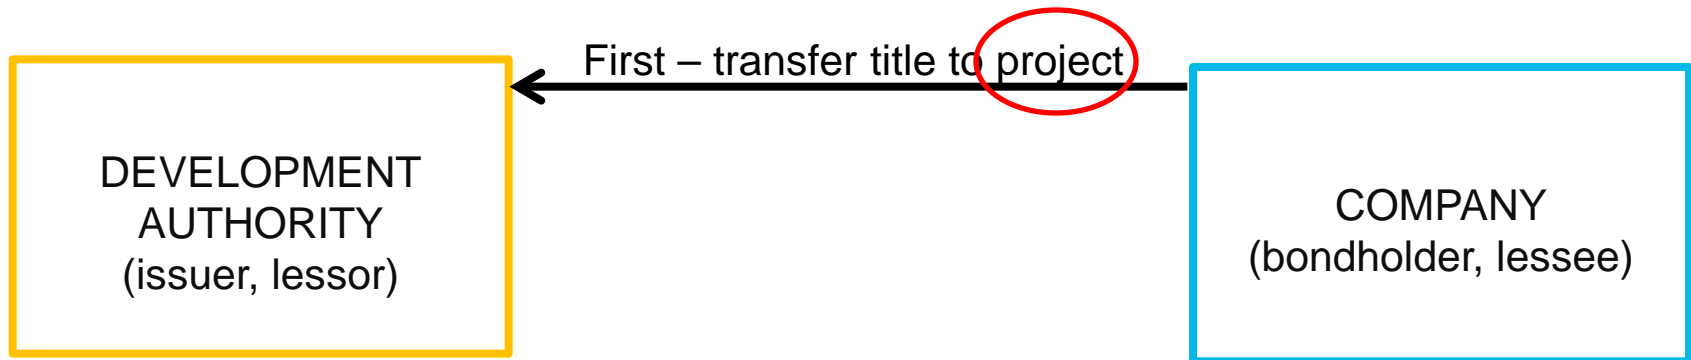 First – transfer title to project
DEVELOPMENT
AUTHORITY
(issuer, lessor)
COMPANY
(bondholder, lessee)